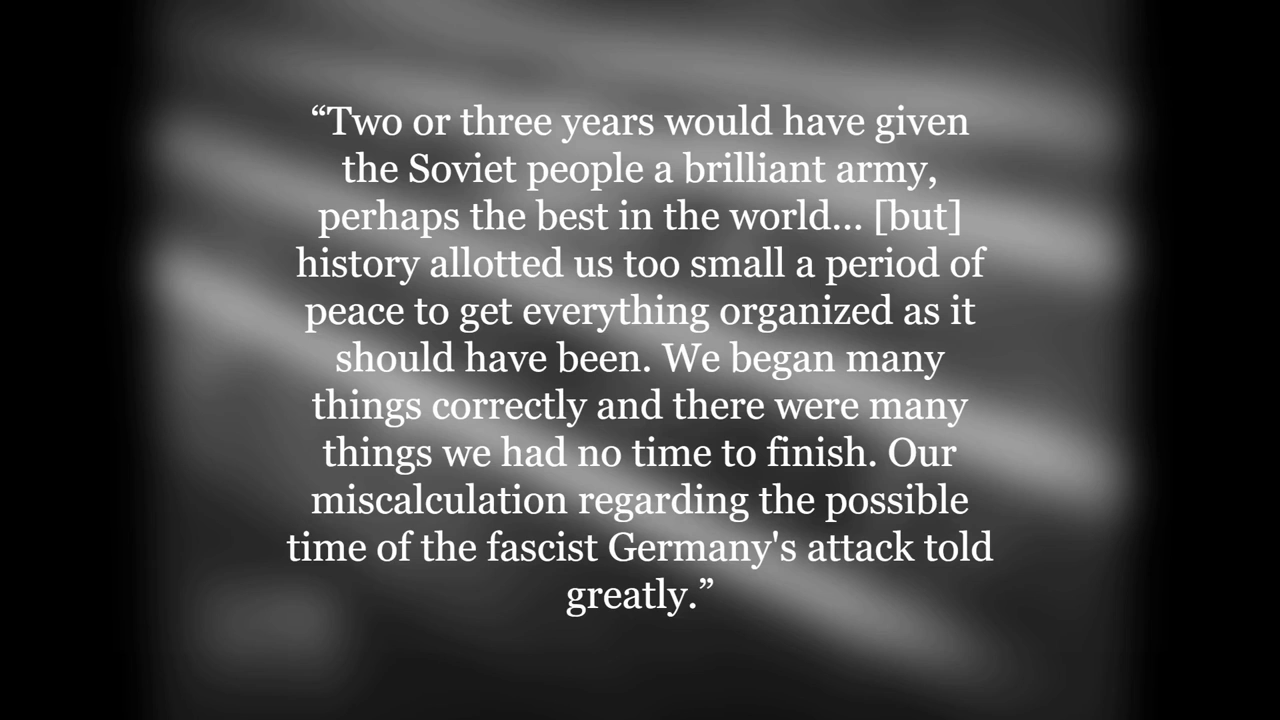 “Two or three years would have given
the Soviet people a brilliant army,
perhaps the best in the world... [but]
history allotted us too small a period of
peace to get everything organized as it
should have been. We began many
things correctly and there were many
things we had no time to finish. Our
miscalculation regarding the possible
time of the fascist Germany's attack told
greatly.”